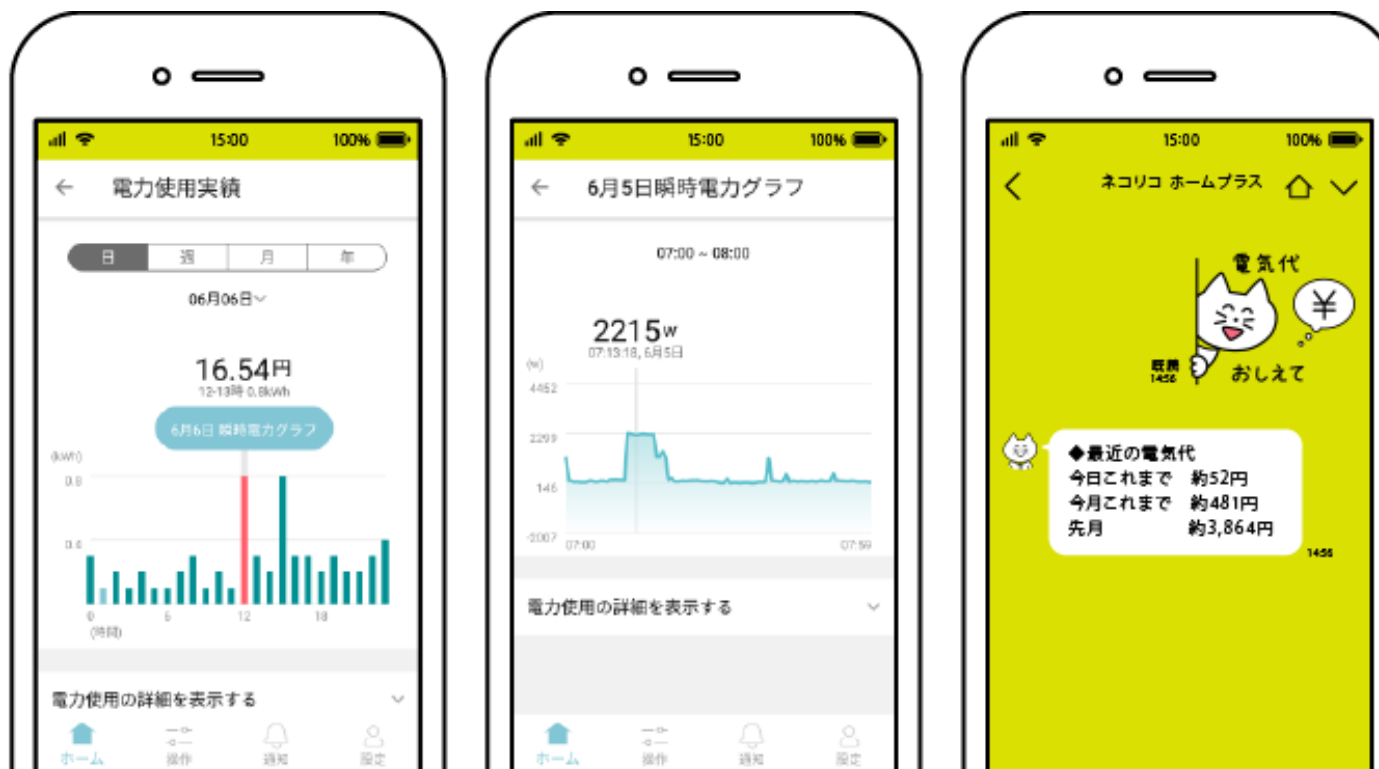 15:00
100%
電力使用実績
日 週 月 年
06月06日
16.54円
12-13時 0.8kWh
6月6日 瞬時電力グラフ
(kWh)
0.8
0.4
0 6 12 18
(時間)
電力使用の詳細を表示する
ホーム 操作 通知 設定
15:00
100%
6月5日瞬時電力グラフ
07:00 ~ 08:00
2215W
07:13:18, 6月5日
(w)
4452
2299
146
-2007
07:00 07:59
電力使用の詳細を表示する
ホーム 操作 通知 設定
15:00
100%
ネコリコ ホームプラス
電気代
¥
おしえて
既読
14:56
◆最近の電気代
今日これまで 約52円
今月これまで 約481円
先月 約3,864円
14:56